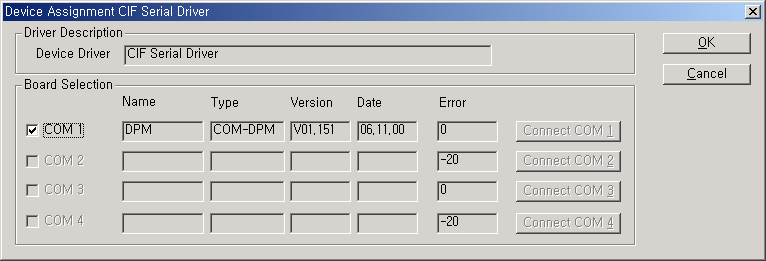 Device Assignment CIF Serial Driver
Driver Description
Device Driver CIF Serial Driver
OK
Cancel
Board Selection
Name Type Version Date Error
COM 1 DPM COM-DPM V01.151 06.11.00 0 Connect COM 1
COM 2 -20 Connect COM 2
COM 3 0 Connect COM 3
COM 4 -20 Connect COM 4